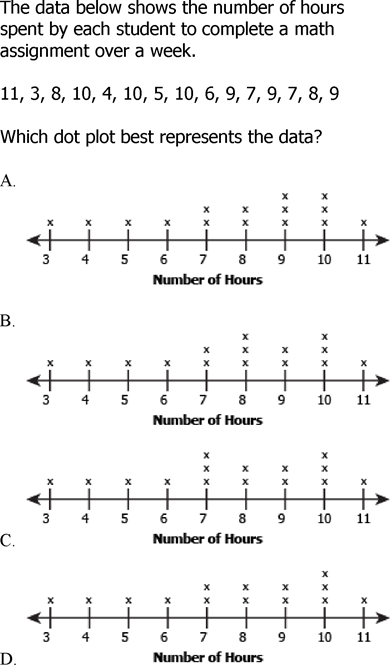 The data below shows the number of hours
spent by each student to complete a math
assignment over a week.
11, 3, 8, 10, 4, 10, 5, 10, 6, 9, 7, 9, 7, 8, 9
Which dot plot best represents the data?
A.
x x
x x x x
x x x x x x x x x
3 4 5 6 7 8 9 10 11
Number of Hours
B.
x x
x x x x
x x x x x x x x x
3 4 5 6 7 8 9 10 11
Number of Hours
x x
x x x x
x x x x x x x x x
3 4 5 6 7 8 9 10 11
C. Number of Hours
x
x x x x
x x x x x x x x x
3 4 5 6 7 8 9 10 11
D. Number of Hours